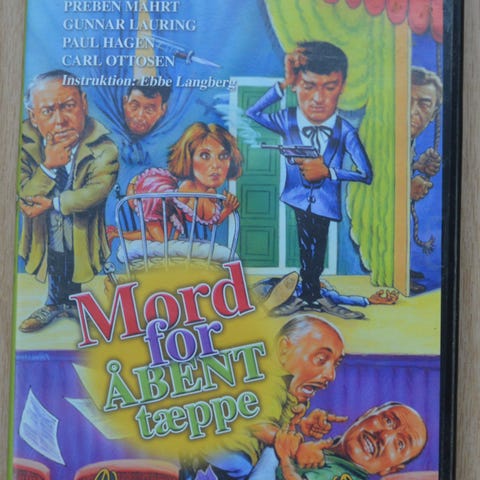 PREBEN MAHRT
GUNNAR LAURING
PAUL HAGEN
CARL OTTOSEN
Instruktion: Ebbe Langberg
Mord
for
ÅBENT
tæppe